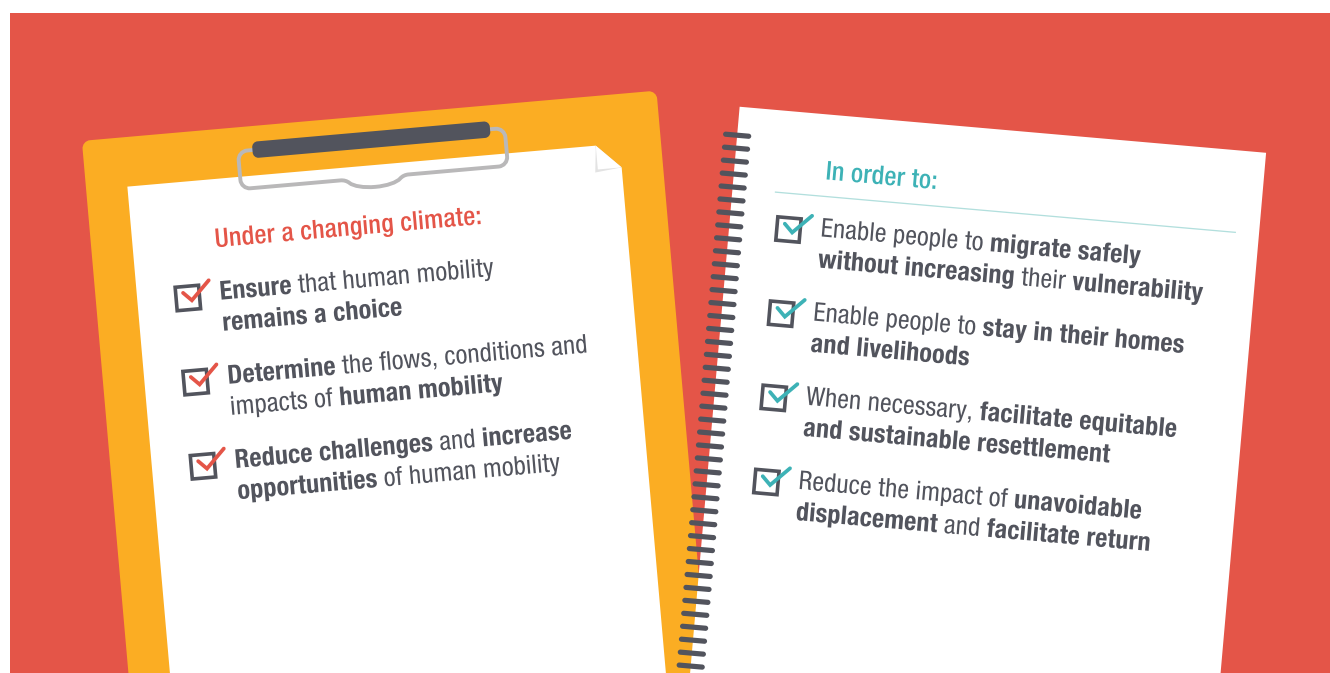 Under a changing climate:
Ensure that human mobility
remains a choice
Determine the flows, conditions and
impacts of human mobility
Reduce challenges and increase
opportunities of human mobility
In order to:
Enable people to migrate safely
without increasing their vulnerability
Enable people to stay in their homes
and livelihoods
When necessary, facilitate equitable
and sustainable resettlement
Reduce the impact of unavoidable
displacement and facilitate return